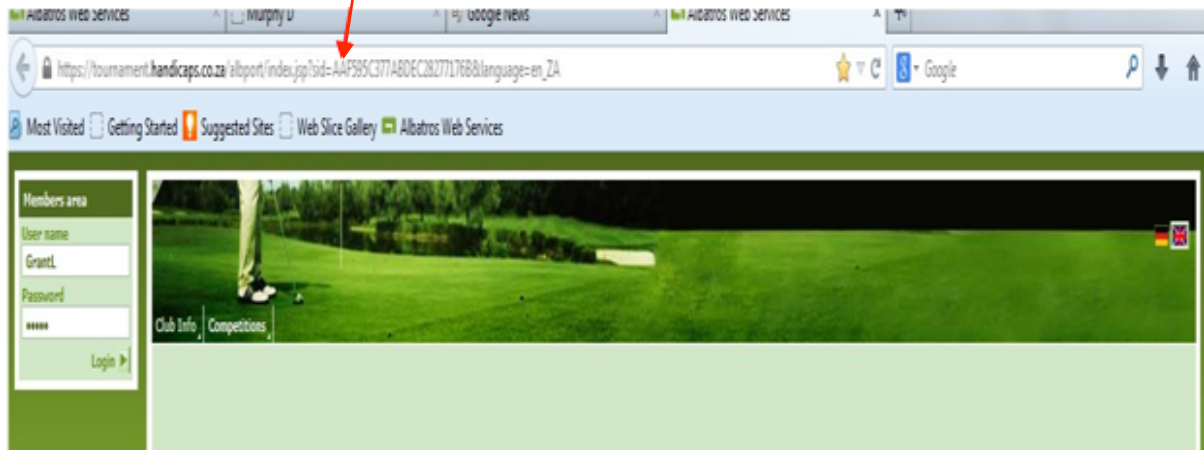 Albatros Web Services Murphy D Google News Albatros Web Services
https://tournament.handicaps.co.za/albport/index.jsp?sid= &language=en_ZA Google
Most Visited Getting Started Suggested Sites Web Slice Gallery Albatros Web Services
Members area
User name
GrantL
Password
Login
Club Info Competitions